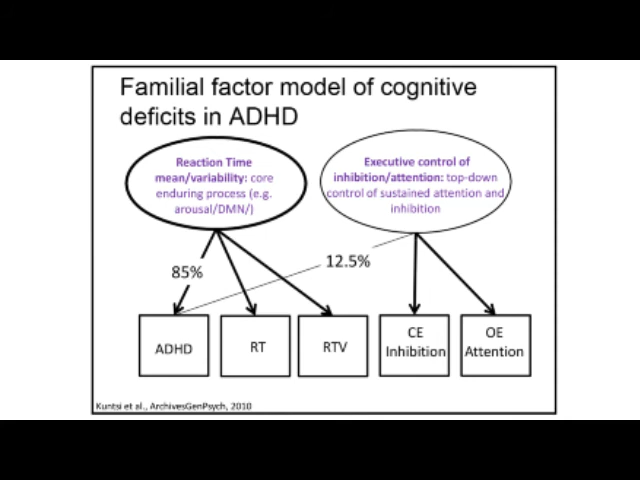 Familial factor model of cognitive
deficits in ADHD
Reaction Time
mean/variability: core
enduring process (e.g.
arousal/DMN/)
Executive control of
inhibition/attention: top-down
control of sustained attention and
inhibition
85%
12.5%
ADHD
RT
RTV
CE
Inhibition
OE
Attention
Kuntsi et al., ArchivesGenPsych, 2010